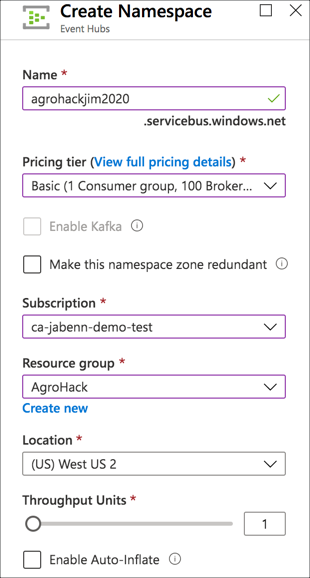 Create Namespace
Event Hubs
Name *
agrohackjim2020
.servicebus.windows.net
Pricing tier (View full pricing details) *
Basic (1 Consumer group, 100 Broker...
Enable Kafka
Make this namespace zone redundant
Subscription *
ca-jabenn-demo-test
Resource group *
AgroHack
Create new
Location *
(US) West US 2
Throughput Units *
1
Enable Auto-Inflate